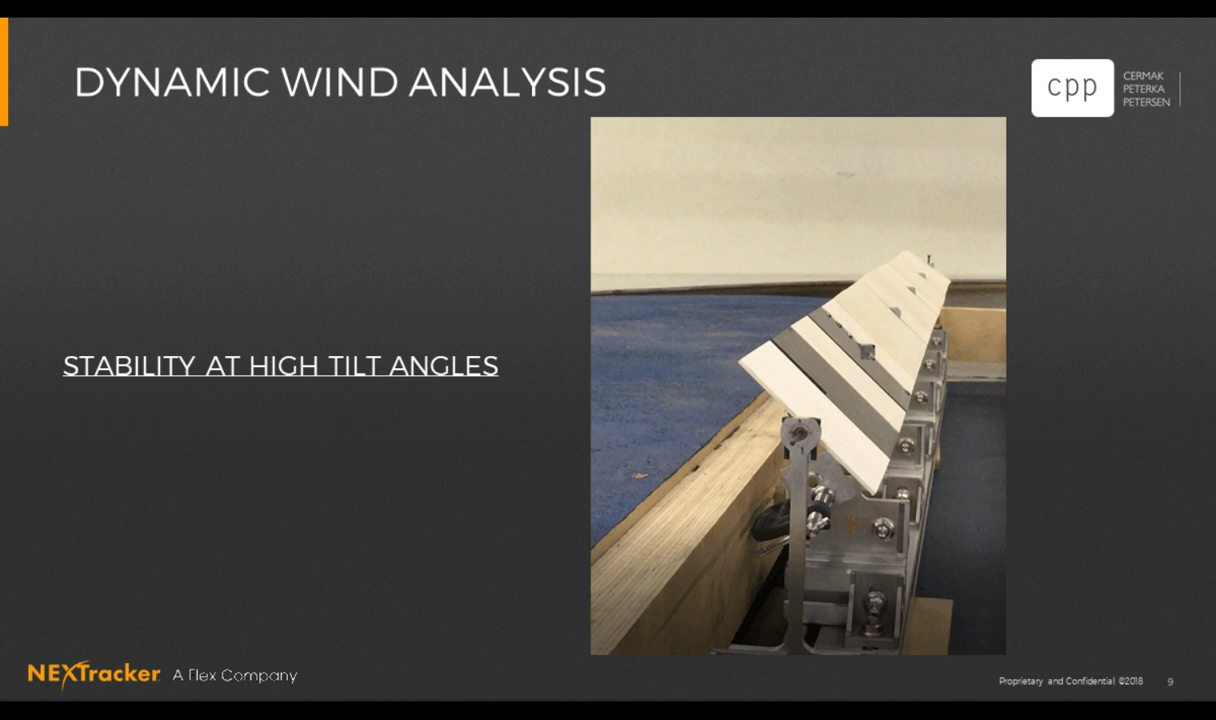 DYNAMIC WIND ANALYSIS
cpp
CERMAK
PETERKA
PETERSEN
STABILITY AT HIGH TILT ANGLES
NEXTracker A Flex Company
Proprietary and Confidential ©2018 9